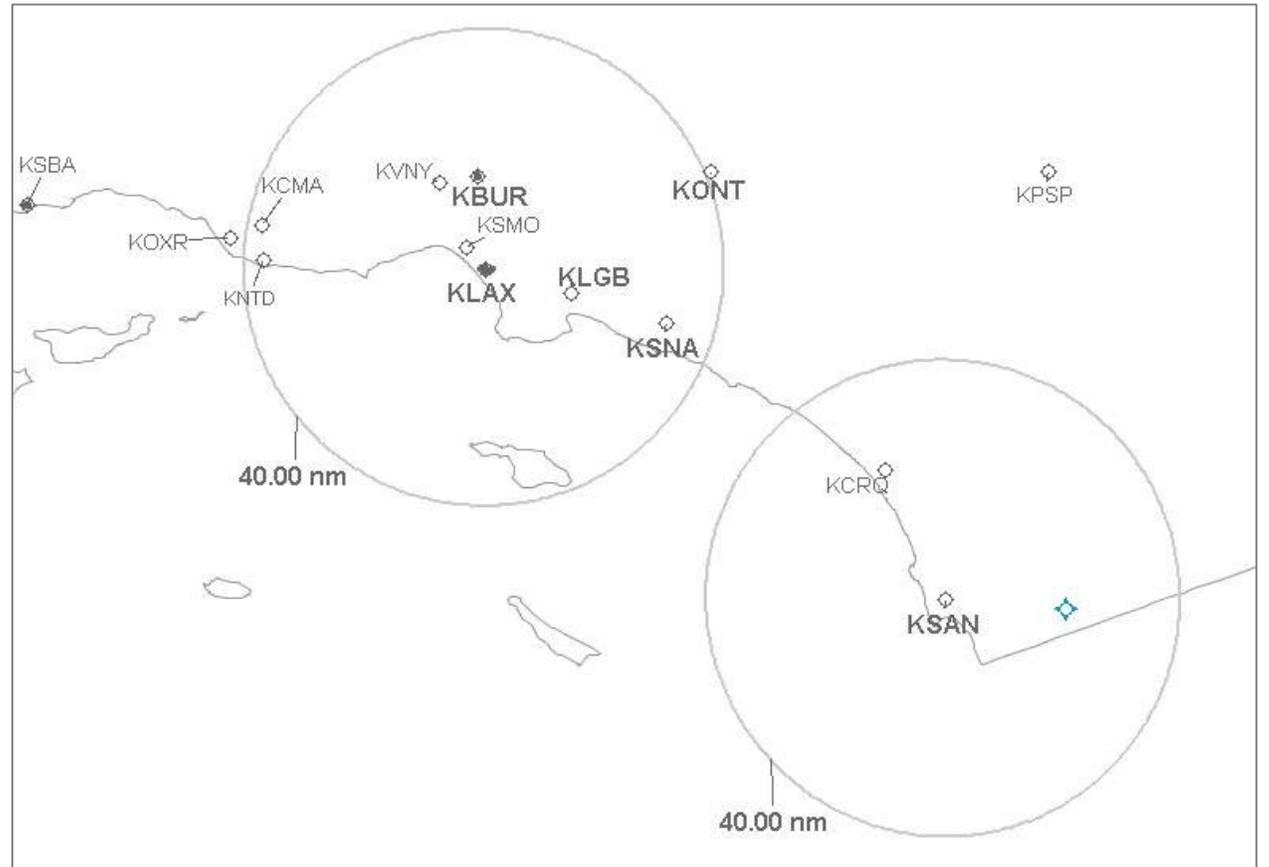 KSBA
KCMA
KVNY
KBUR
KONT
KPSP
KOXR
KSMO
KNTD
KLAX
KLGB
KSNA
40.00 nm
KCRQ
KSAN
40.00 nm